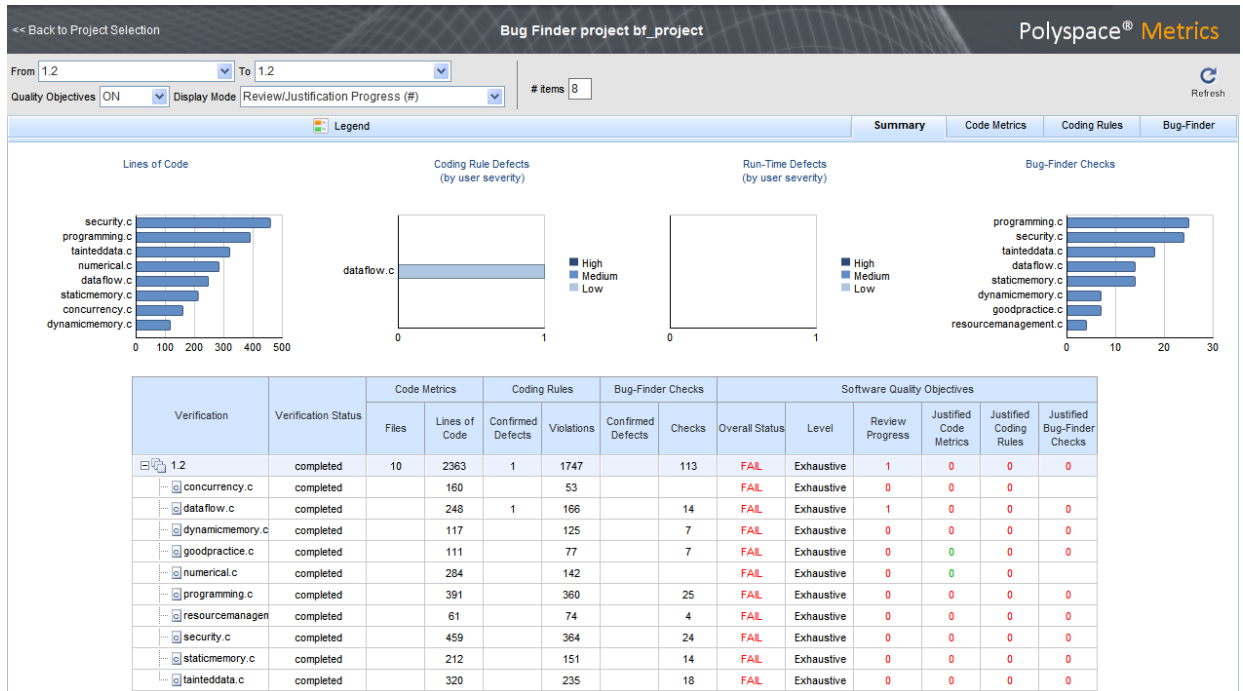 << Back to Project Selection
Bug Finder project bf_project
Polyspace® Metrics
From 1.2 To 1.2
# items 8
Quality Objectives ON Display Mode Review/Justification Progress (#)
Refresh
Legend
Summary Code Metrics Coding Rules Bug-Finder
Lines of Code
security.c
programming.c
tainteddata.c
numerical.c
dataflow.c
staticmemory.c
concurrency.c
dynamicmemory.c
0 100 200 300 400 500
Coding Rule Defects
(by user severity)
dataflow.c
0 1
High
Medium
Low
Run-Time Defects
(by user severity)
0 1
High
Medium
Low
Bug-Finder Checks
programming.c
security.c
tainteddata.c
dataflow.c
staticmemory.c
dynamicmemory.c
goodpractice.c
resourcemanagement.c
0 10 20 30
Verification Verification Status Code Metrics Coding Rules Bug-Finder Checks Software Quality Objectives
Files Lines of Code Confirmed Defects Violations Confirmed Defects Checks Overall Status Level Review Progress Justified Code Metrics Justified Coding Rules Justified Bug-Finder Checks
1.2 completed 10 2363 1 1747 113 FAIL Exhaustive 1 0 0 0
concurrency.c completed 160 53 FAIL Exhaustive 0 0 0
dataflow.c completed 248 1 166 14 FAIL Exhaustive 1 0 0 0
dynamicmemory.c completed 117 125 7 FAIL Exhaustive 0 0 0 0
goodpractice.c completed 111 77 7 FAIL Exhaustive 0 0 0 0
numerical.c completed 284 142 FAIL Exhaustive 0 0 0
programming.c completed 391 360 25 FAIL Exhaustive 0 0 0 0
resourcemanagen completed 61 74 4 FAIL Exhaustive 0 0 0 0
security.c completed 459 364 24 FAIL Exhaustive 0 0 0 0
staticmemory.c completed 212 151 14 FAIL Exhaustive 0 0 0 0
tainteddata.c completed 320 235 18 FAIL Exhaustive 0 0 0 0